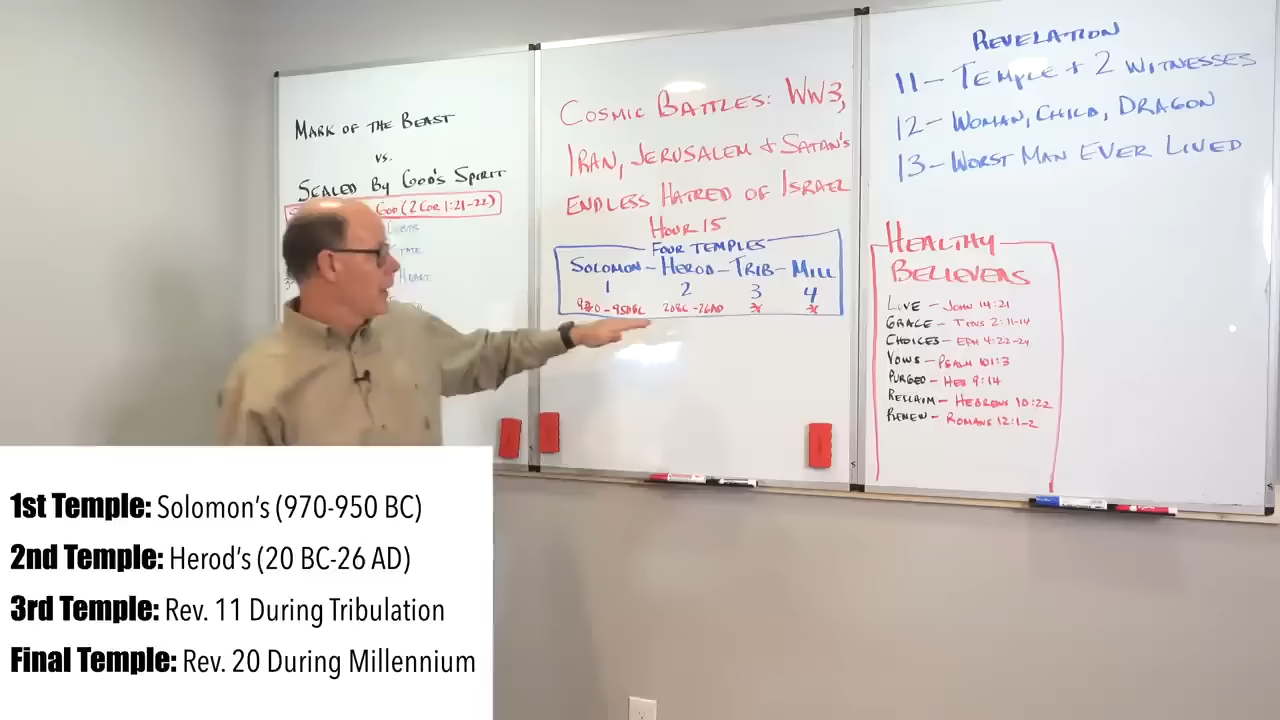 MARK OF THE BEAST
VS.
SEALED BY GOD'S SPIRIT
GOD (2 COR 1:21-22)
COSMIC BATTLES: WW3,
IRAN, JERUSALEM & SATAN'S
ENDLESS HATRED OF ISRAEL
HOUR 15
FOUR TEMPLES
SOLOMON - HEROD - TRIB - MILL
1 2 3 4
970-950BC 20BC-26AD * *
REVELATION
11- TEMPLE + 2 WITNESSES
12- WOMAN, CHILD, DRAGON
13- WORST MAN EVER LIVED
HEALTHY
BELIEVERS
LIVE - JOHN 14:21
GRACE - TITUS 2:11-14
CHOICES - EPH 4:22-24
VOWS - PSALM 101:3
PURGED - HEB 9:14
RECLAIM - HEBREWS 10:22
RENEW - ROMANS 12:1-2
1st Temple: Solomon's (970-950 BC)
2nd Temple: Herod's (20 BC-26 AD)
3rd Temple: Rev. 11 During Tribulation
Final Temple: Rev. 20 During Millennium